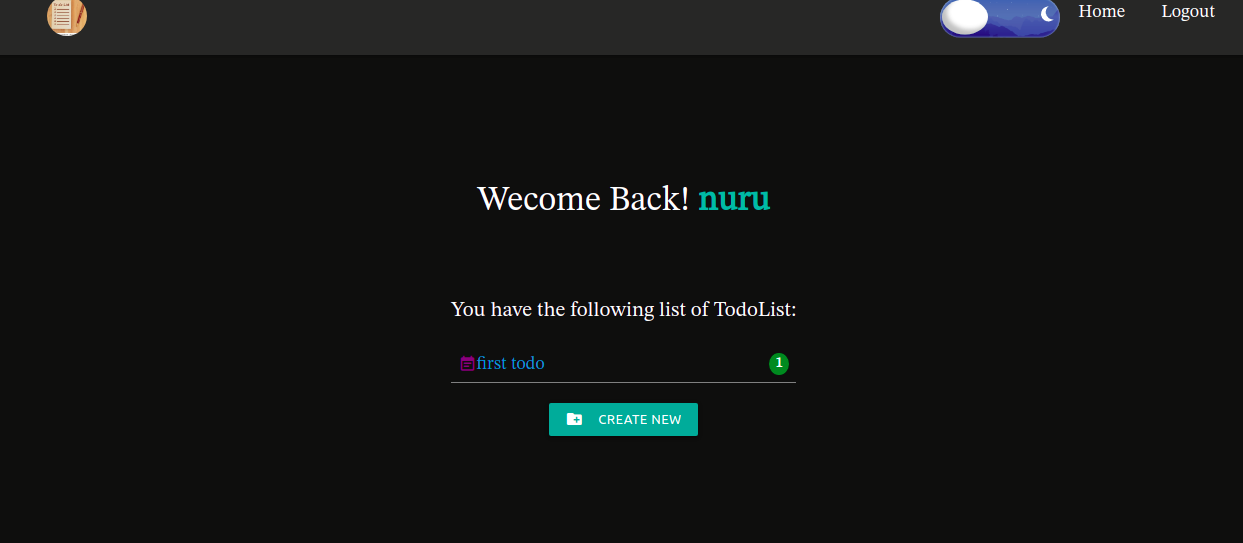 Home Logout
Wecome Back! nuru
You have the following list of TodoList:
first todo 1
CREATE NEW